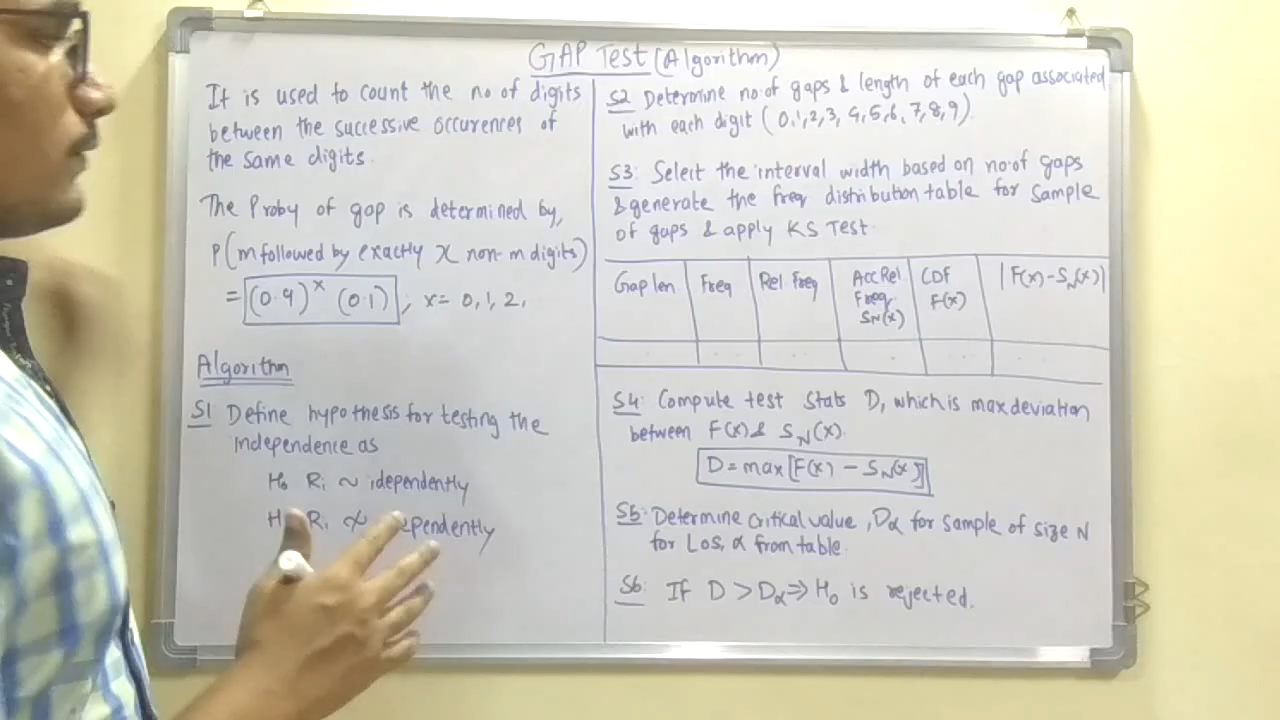 GAP Test (Algorithm)
It is used to count the no of digits
between the successive occurences of
the same digits.
The Proby of gap is determined by,
P(m followed by exactly x non-m digits)
= (0.9)^x (0.1) ; x = 0, 1, 2,
Algorithm
S1 Define hypothesis for testing the
independence as
H0 Ri ~ idependently
Ri ≁
S2 Determine no. of gaps & length of each gap associated
with each digit (0,1,2,3, 4,5,6, 7,8,9).
S3: Select the interval width based on no. of gaps
& generate the freq distribution table for sample
of gaps & apply KS Test.
Gap len Freq Rel. Freq Acc Rel Freq. SN(x) CDF F(x) |F(x)-SN(x)|
S4: Compute test stats D, which is max deviation
between F(x) & SN(x).
D = max[F(x) - SN(x)]
S5: Determine critical value, Dα for sample of size N
for LoS, α from table.
S6: If D > Dα ⇒ H0 is rejected.